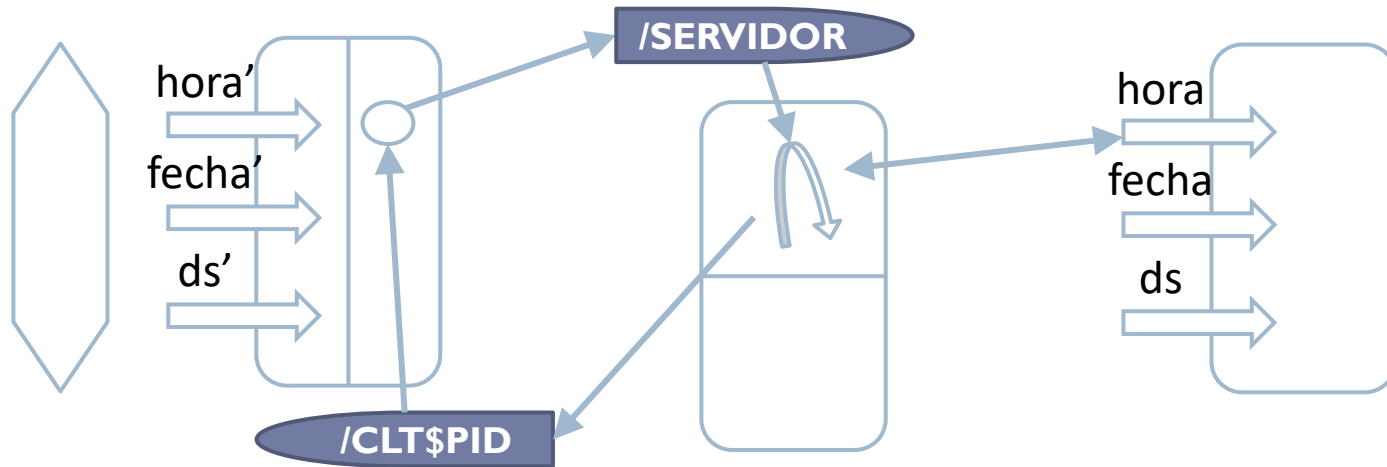 /SERVIDOR
hora’
fecha’
ds’
hora
fecha
ds
/CLT$PID